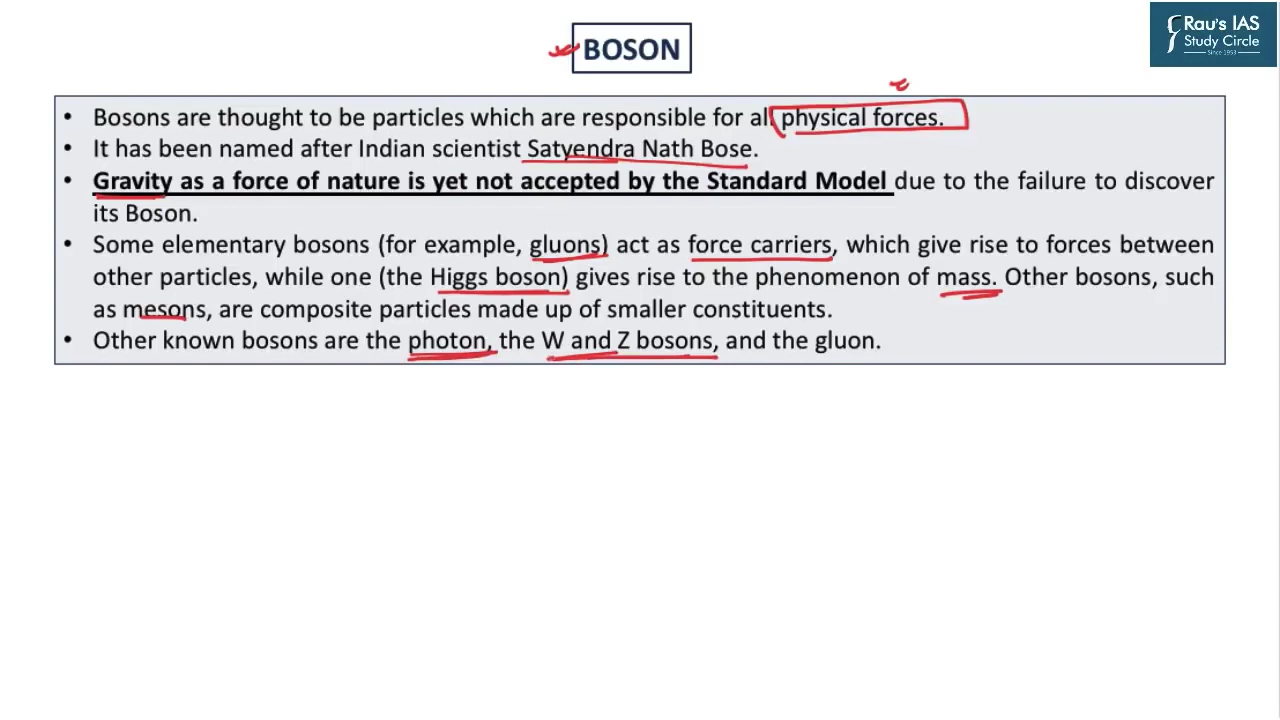 Rau's IAS
Study Circle
Since 1953
BOSON
• Bosons are thought to be particles which are responsible for all physical forces.
• It has been named after Indian scientist Satyendra Nath Bose.
• Gravity as a force of nature is yet not accepted by the Standard Model due to the failure to discover
its Boson.
• Some elementary bosons (for example, gluons) act as force carriers, which give rise to forces between
other particles, while one (the Higgs boson) gives rise to the phenomenon of mass. Other bosons, such
as mesons, are composite particles made up of smaller constituents.
• Other known bosons are the photon, the W and Z bosons, and the gluon.